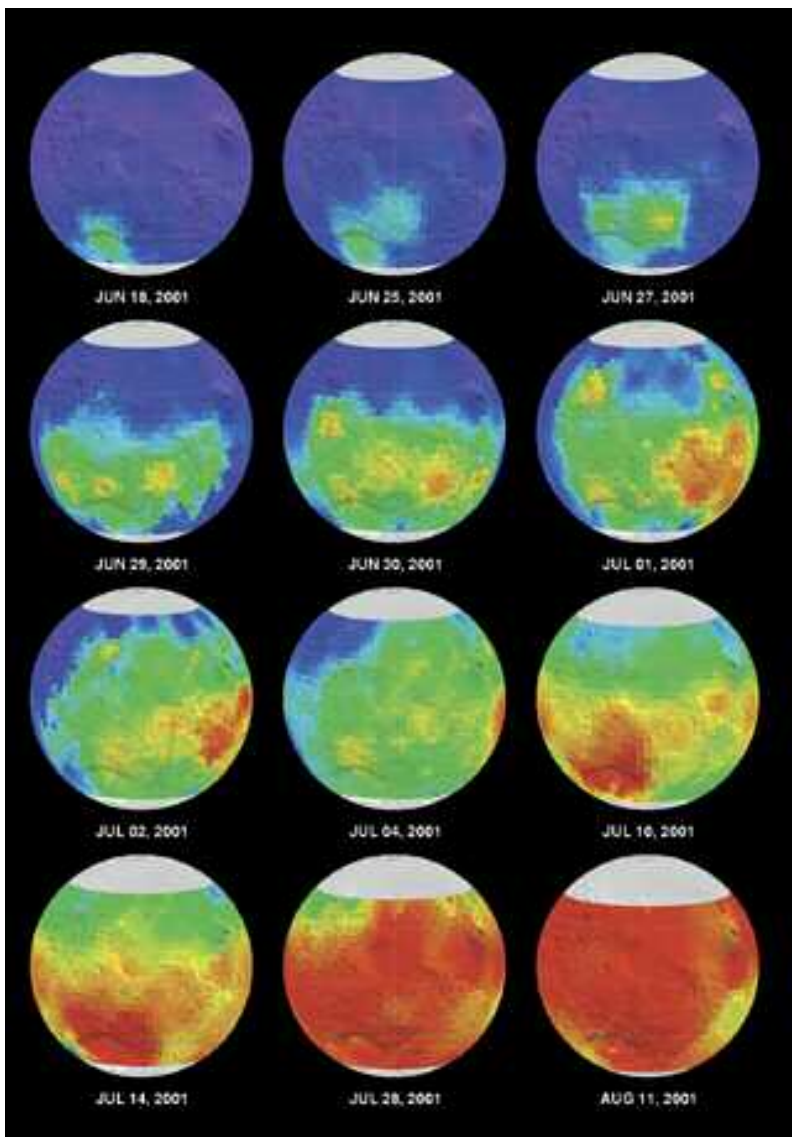 JUN 18, 2001
JUN 25, 2001
JUN 27, 2001
JUN 29, 2001
JUN 30, 2001
JUL 01, 2001
JUL 02, 2001
JUL 04, 2001
JUL 10, 2001
JUL 14, 2001
JUL 28, 2001
AUG 11, 2001